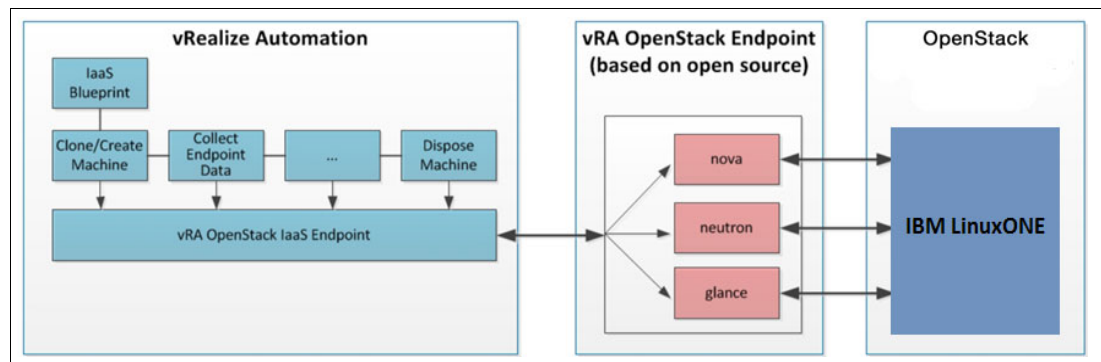 vRealize Automation
IaaS
Blueprint
Clone/Create
Machine
Collect
Endpoint
Data
...
Dispose
Machine
vRA OpenStack IaaS Endpoint
vRA OpenStack Endpoint
(based on open source)
nova
neutron
glance
OpenStack
IBM LinuxONE